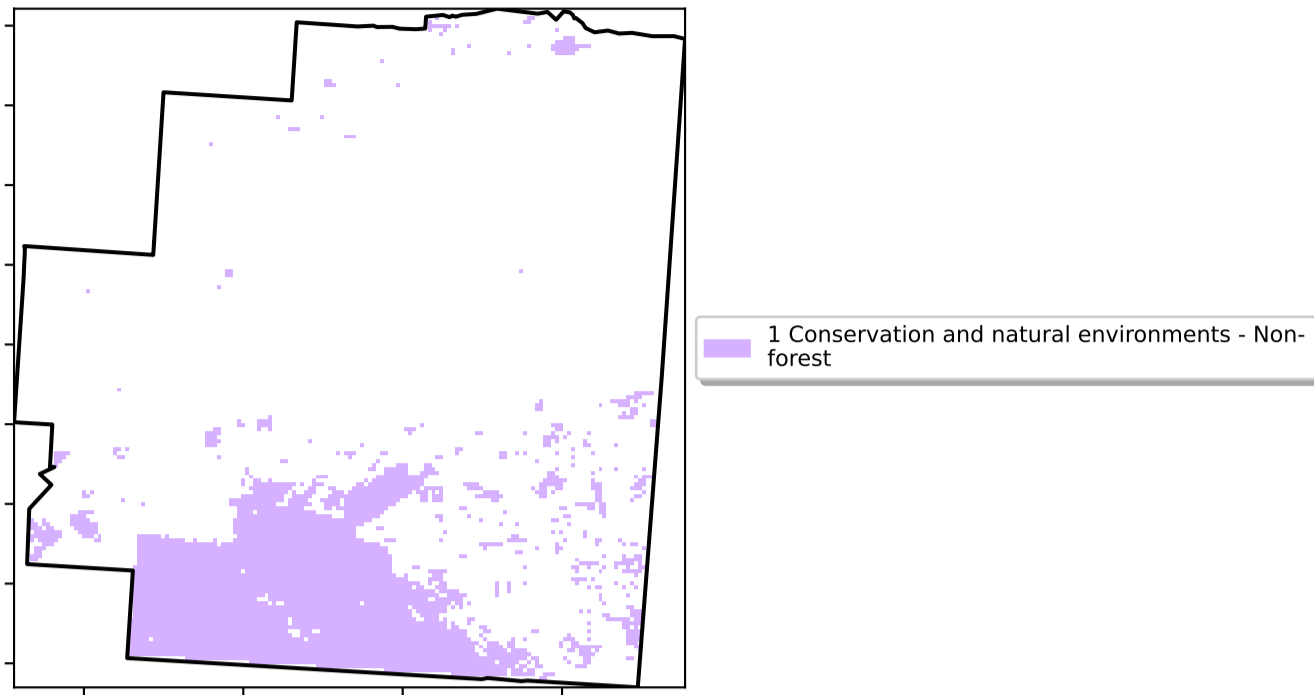 1 Conservation and natural environments - Non-
forest